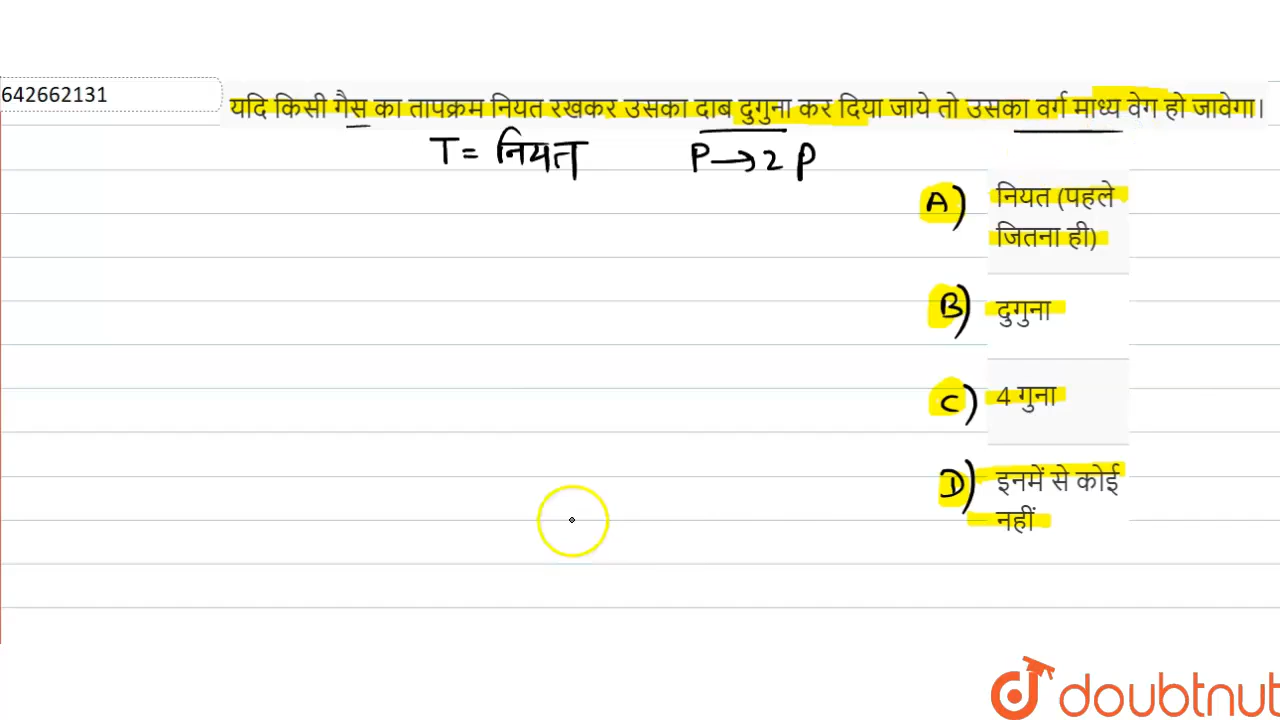 642662131
यदि किसी गैस का तापक्रम नियत रखकर उसका दाब दुगुना कर दिया जाये तो उसका वर्ग माध्य वेग हो जावेगा।
T = नियत P → 2 P
A) नियत (पहले
जितना ही)
B) दुगुना
C) 4 गुना
D) इनमें से कोई
नहीं
doubtnut